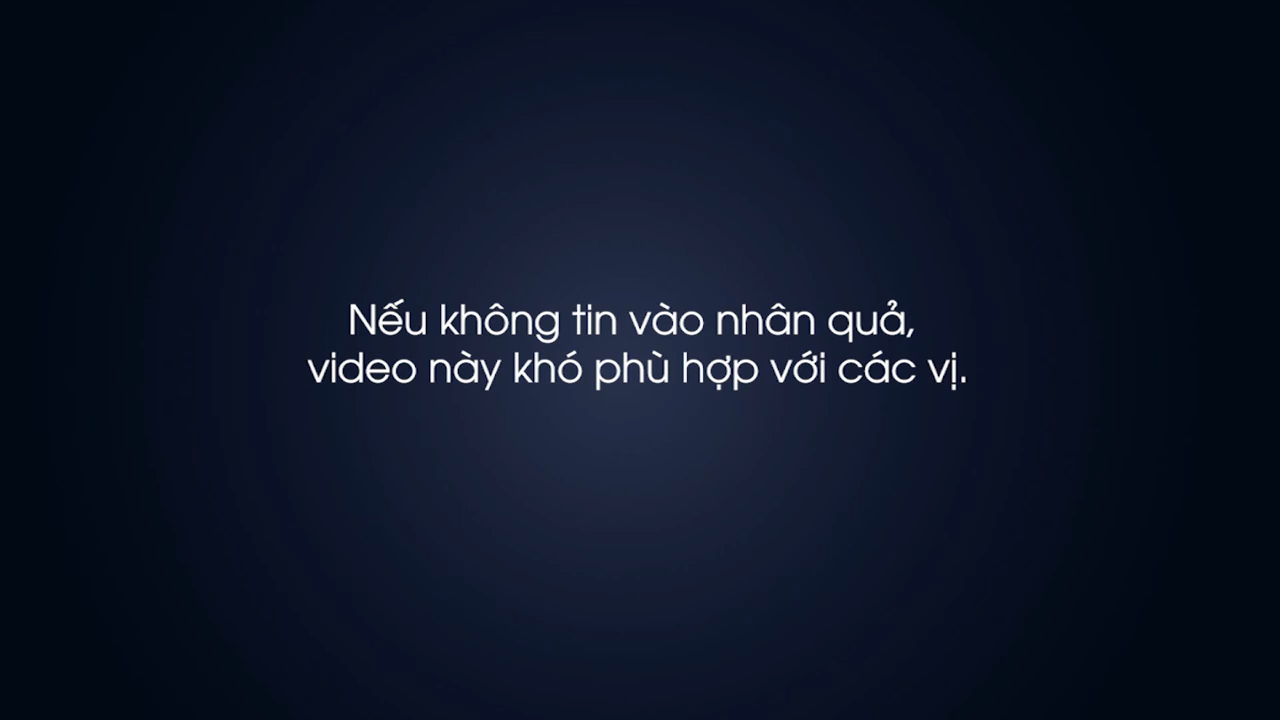 Nếu không tin vào nhân quả,
video này khó phù hợp với các vị.